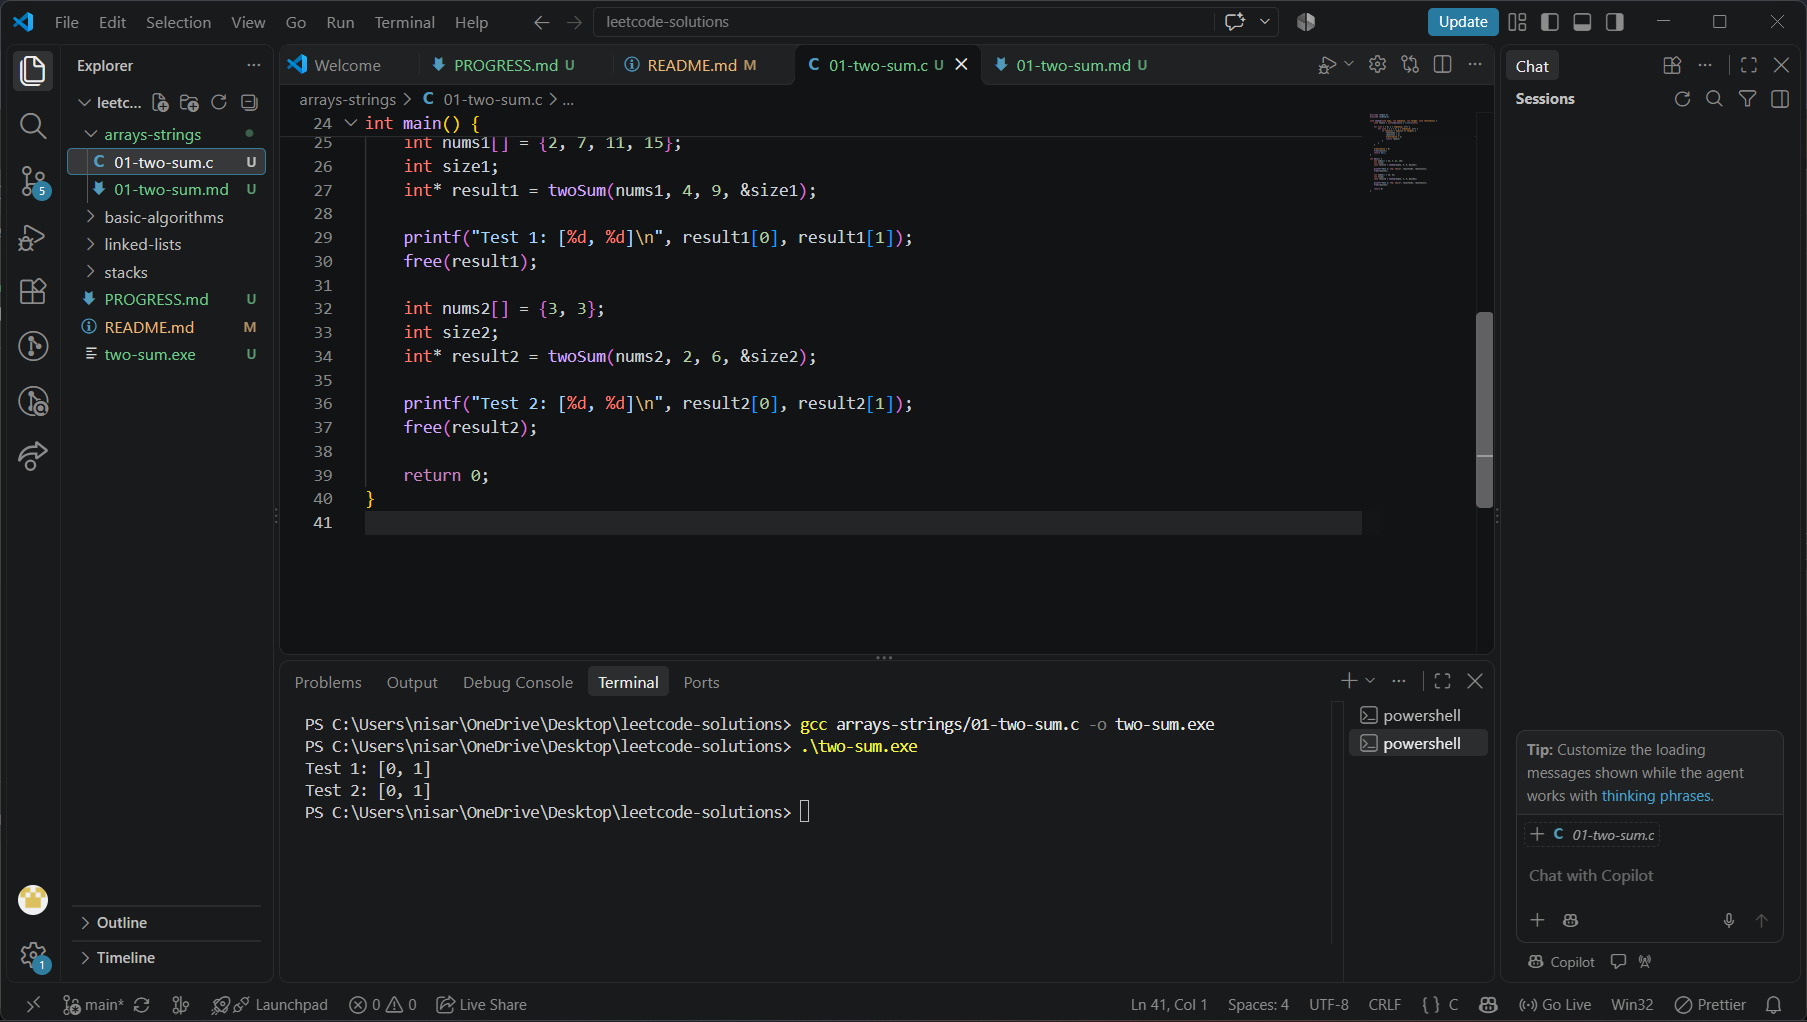 File Edit Selection View Go Run Terminal Help
leetcode-solutions
Update
Explorer
leetc...
arrays-strings
C 01-two-sum.c U
01-two-sum.md U
basic-algorithms
linked-lists
stacks
PROGRESS.md U
README.md M
two-sum.exe U
Outline
Timeline
5
1
Welcome
PROGRESS.md U
README.md M
C 01-two-sum.c U
01-two-sum.md U
arrays-strings > C 01-two-sum.c > ...
24 int main() {
25 int nums1[] = {2, 7, 11, 15};
26 int size1;
27 int* result1 = twoSum(nums1, 4, 9, &size1);
28
29 printf("Test 1: [%d, %d]\n", result1[0], result1[1]);
30 free(result1);
31
32 int nums2[] = {3, 3};
33 int size2;
34 int* result2 = twoSum(nums2, 2, 6, &size2);
35
36 printf("Test 2: [%d, %d]\n", result2[0], result2[1]);
37 free(result2);
38
39 return 0;
40 }
41
Problems Output Debug Console Terminal Ports
PS C:\Users\nisar\OneDrive\Desktop\leetcode-solutions> gcc arrays-strings/01-two-sum.c -o two-sum.exe
PS C:\Users\nisar\OneDrive\Desktop\leetcode-solutions> .\two-sum.exe
Test 1: [0, 1]
Test 2: [0, 1]
PS C:\Users\nisar\OneDrive\Desktop\leetcode-solutions>
powershell
powershell
Chat
Sessions
Tip: Customize the loading
messages shown while the agent
works with thinking phrases.
C 01-two-sum.c
Chat with Copilot
Copilot
main* Launchpad 0 0 Live Share
Ln 41, Col 1 Spaces: 4 UTF-8 CRLF {} C Go Live Win32 Prettier